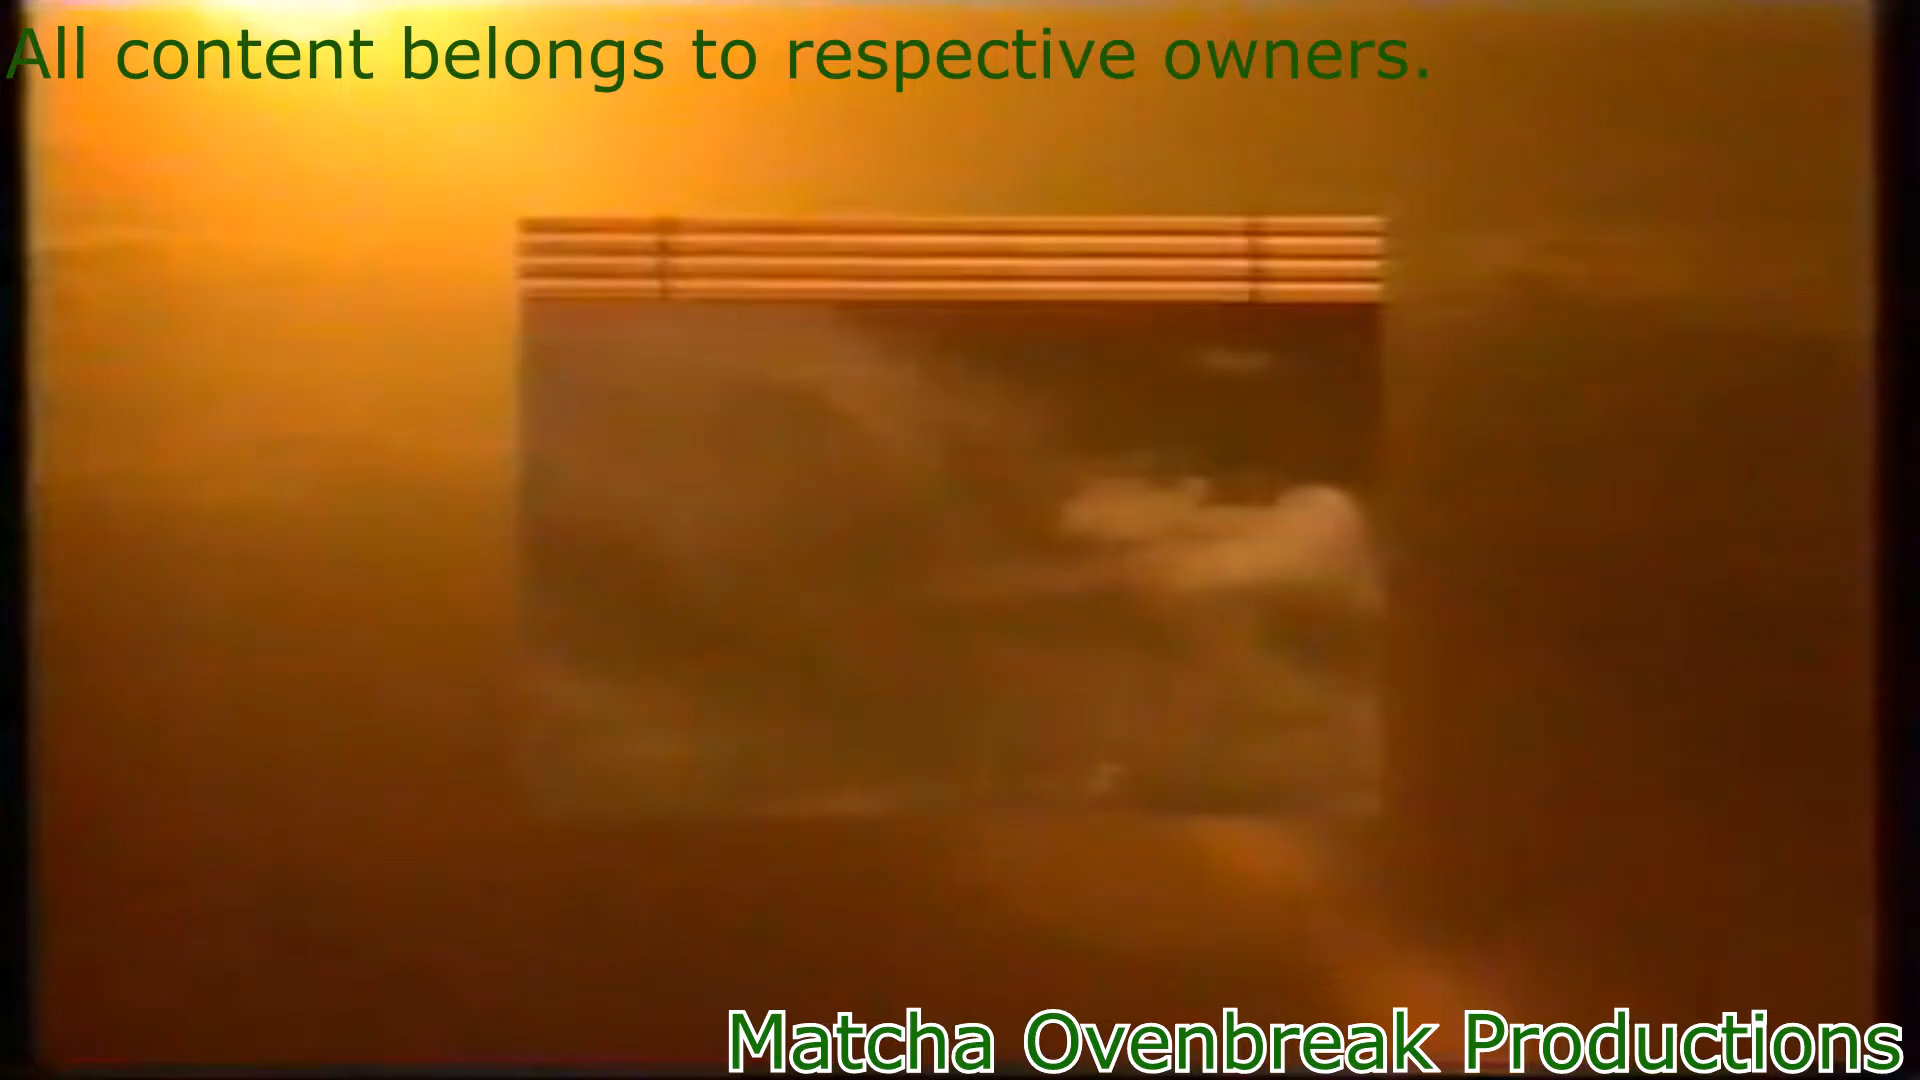 All content belongs to respective owners.
Matcha Ovenbreak Productions